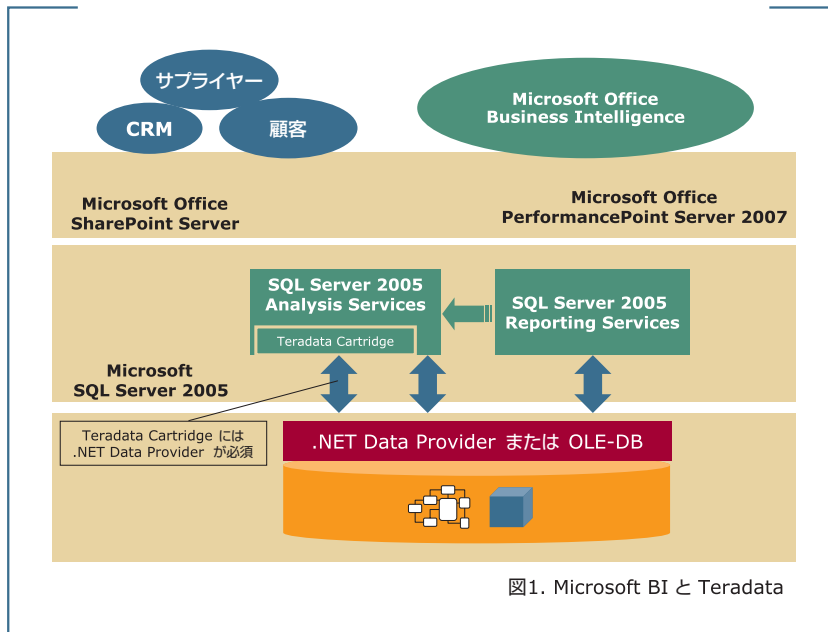 サプライヤー
CRM
顧客
Microsoft Office
Business Intelligence
Microsoft Office
SharePoint Server
Microsoft Office
PerformancePoint Server 2007
SQL Server 2005
Analysis Services
Teradata Cartridge
SQL Server 2005
Reporting Services
Microsoft
SQL Server 2005
Teradata Cartridge には
.NET Data Provider が必須
.NET Data Provider または OLE-DB
図1. Microsoft BI と Teradata